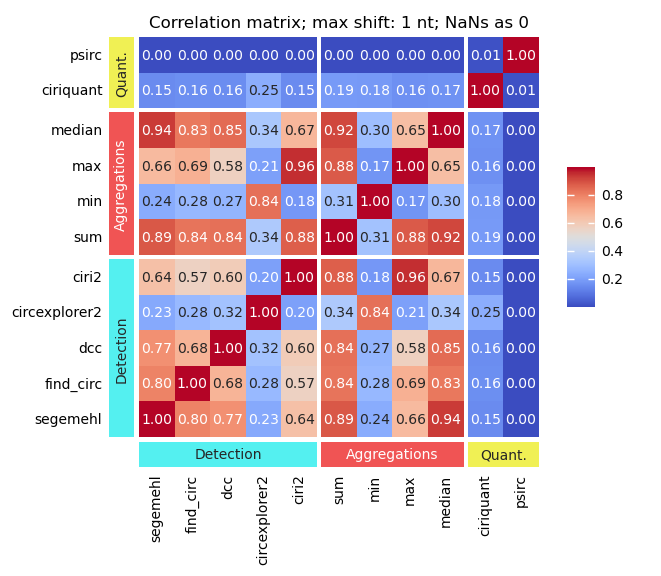 Correlation matrix; max shift: 1 nt; NaNs as 0
psirc 0.00 0.00 0.00 0.00 0.00 0.00 0.00 0.00 0.00 0.01 1.00
Quant.
ciriquant 0.15 0.16 0.16 0.25 0.15 0.19 0.18 0.16 0.17 1.00 0.01
median 0.94 0.83 0.85 0.34 0.67 0.92 0.30 0.65 1.00 0.17 0.00
max 0.66 0.69 0.58 0.21 0.96 0.88 0.17 1.00 0.65 0.16 0.00
Aggregations
min 0.24 0.28 0.27 0.84 0.18 0.31 1.00 0.17 0.30 0.18 0.00
sum 0.89 0.84 0.84 0.34 0.88 1.00 0.31 0.88 0.92 0.19 0.00
ciri2 0.64 0.57 0.60 0.20 1.00 0.88 0.18 0.96 0.67 0.15 0.00
circexplorer2 0.23 0.28 0.32 1.00 0.20 0.34 0.84 0.21 0.34 0.25 0.00
Detection
dcc 0.77 0.68 1.00 0.32 0.60 0.84 0.27 0.58 0.85 0.16 0.00
find_circ 0.80 1.00 0.68 0.28 0.57 0.84 0.28 0.69 0.83 0.16 0.00
segemehl 1.00 0.80 0.77 0.23 0.64 0.89 0.24 0.66 0.94 0.15 0.00
Detection Aggregations Quant.
segemehl
find_circ
dcc
circexplorer2
ciri2
sum
min
max
median
ciriquant
psirc
0.8
0.6
0.4
0.2